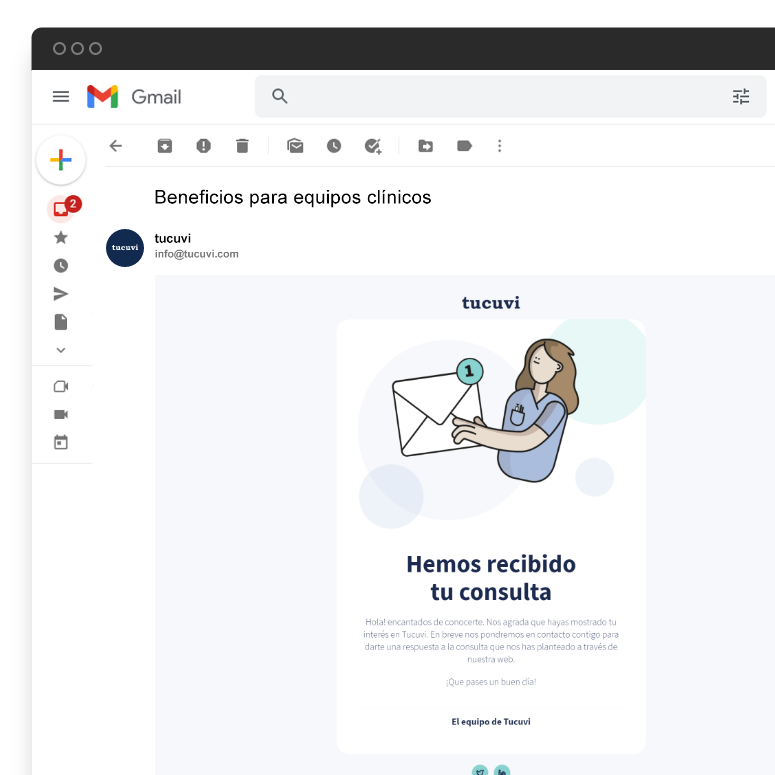 Gmail
2
Beneficios para equipos clínicos
tucuvi
tucuvi
info@tucuvi.com
tucuvi
1
Hemos recibido
tu consulta
Hola! encantados de conocerte. Nos agrada que hayas mostrado tu
interés en Tucuvi. En breve nos pondremos en contacto contigo para
darte una respuesta a la consulta que nos has planteado a través de
nuestra web.
¡Que pases un buen día!
El equipo de Tucuvi